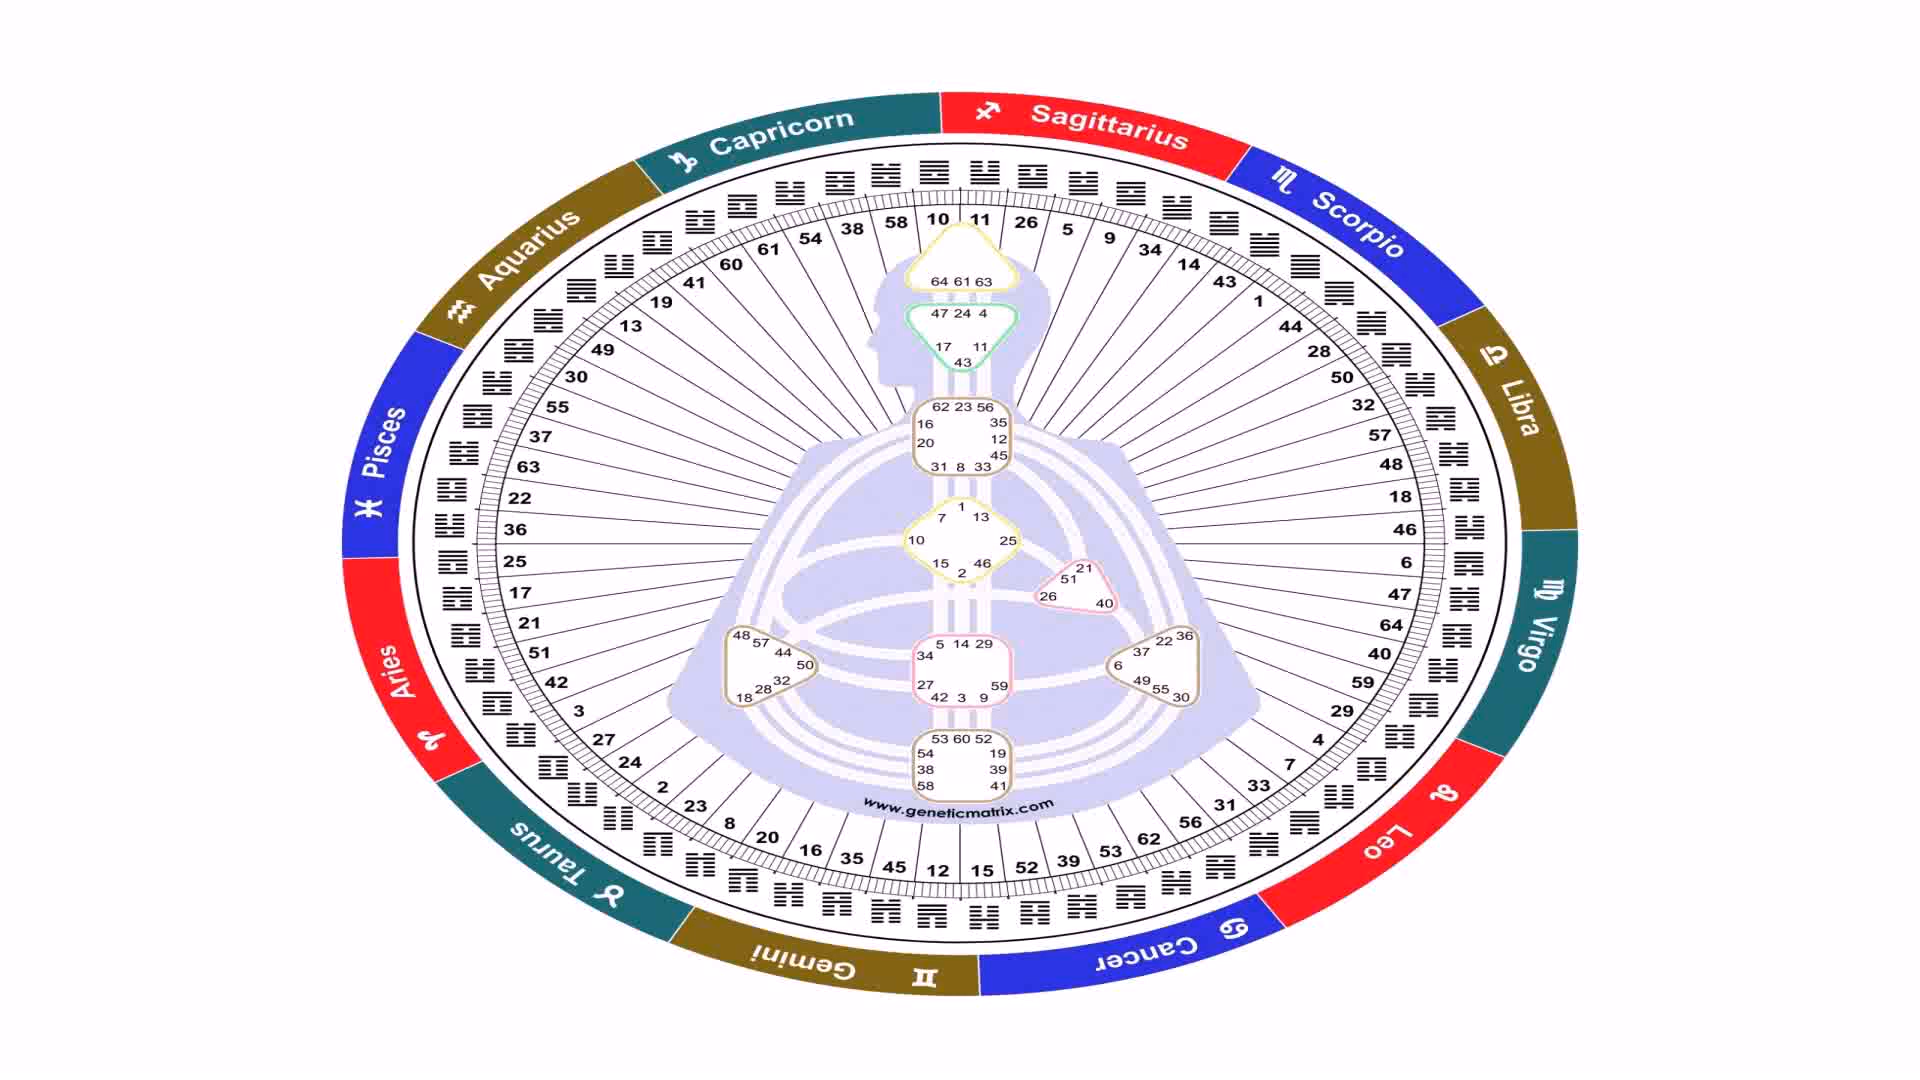 ♐ Sagittarius
♏ Scorpio
♎ Libra
♍ Virgo
♌ Leo
♋ Cancer
♊ Gemini
♉ Taurus
♈ Aries
♓ Pisces
♒ Aquarius
♑ Capricorn
10 11 26 5 9 34 14 43 1 44 28 50 32 57 48 18 46 6 47 64 40 59 29 4 7 33 31 56 62 53 39 52 15 12 45 35 16 20 8 23 2 24 27 3 42 51 21 17 25 36 22 63 37 55 30 49 13 19 41 60 61 54 38 58
64 61 63
47 24 4
17 11
43
62 23 56
16 35
20 12
45
31 8 33
1
7 13
10 25
15 46
2
21
51
26 40
48 57
44
50
32
28
18
5 14 29
34
27 59
42 3 9
36
22
37
6
49
55
30
53 60 52
54 19
38 39
58 41
www.geneticmatrix.com